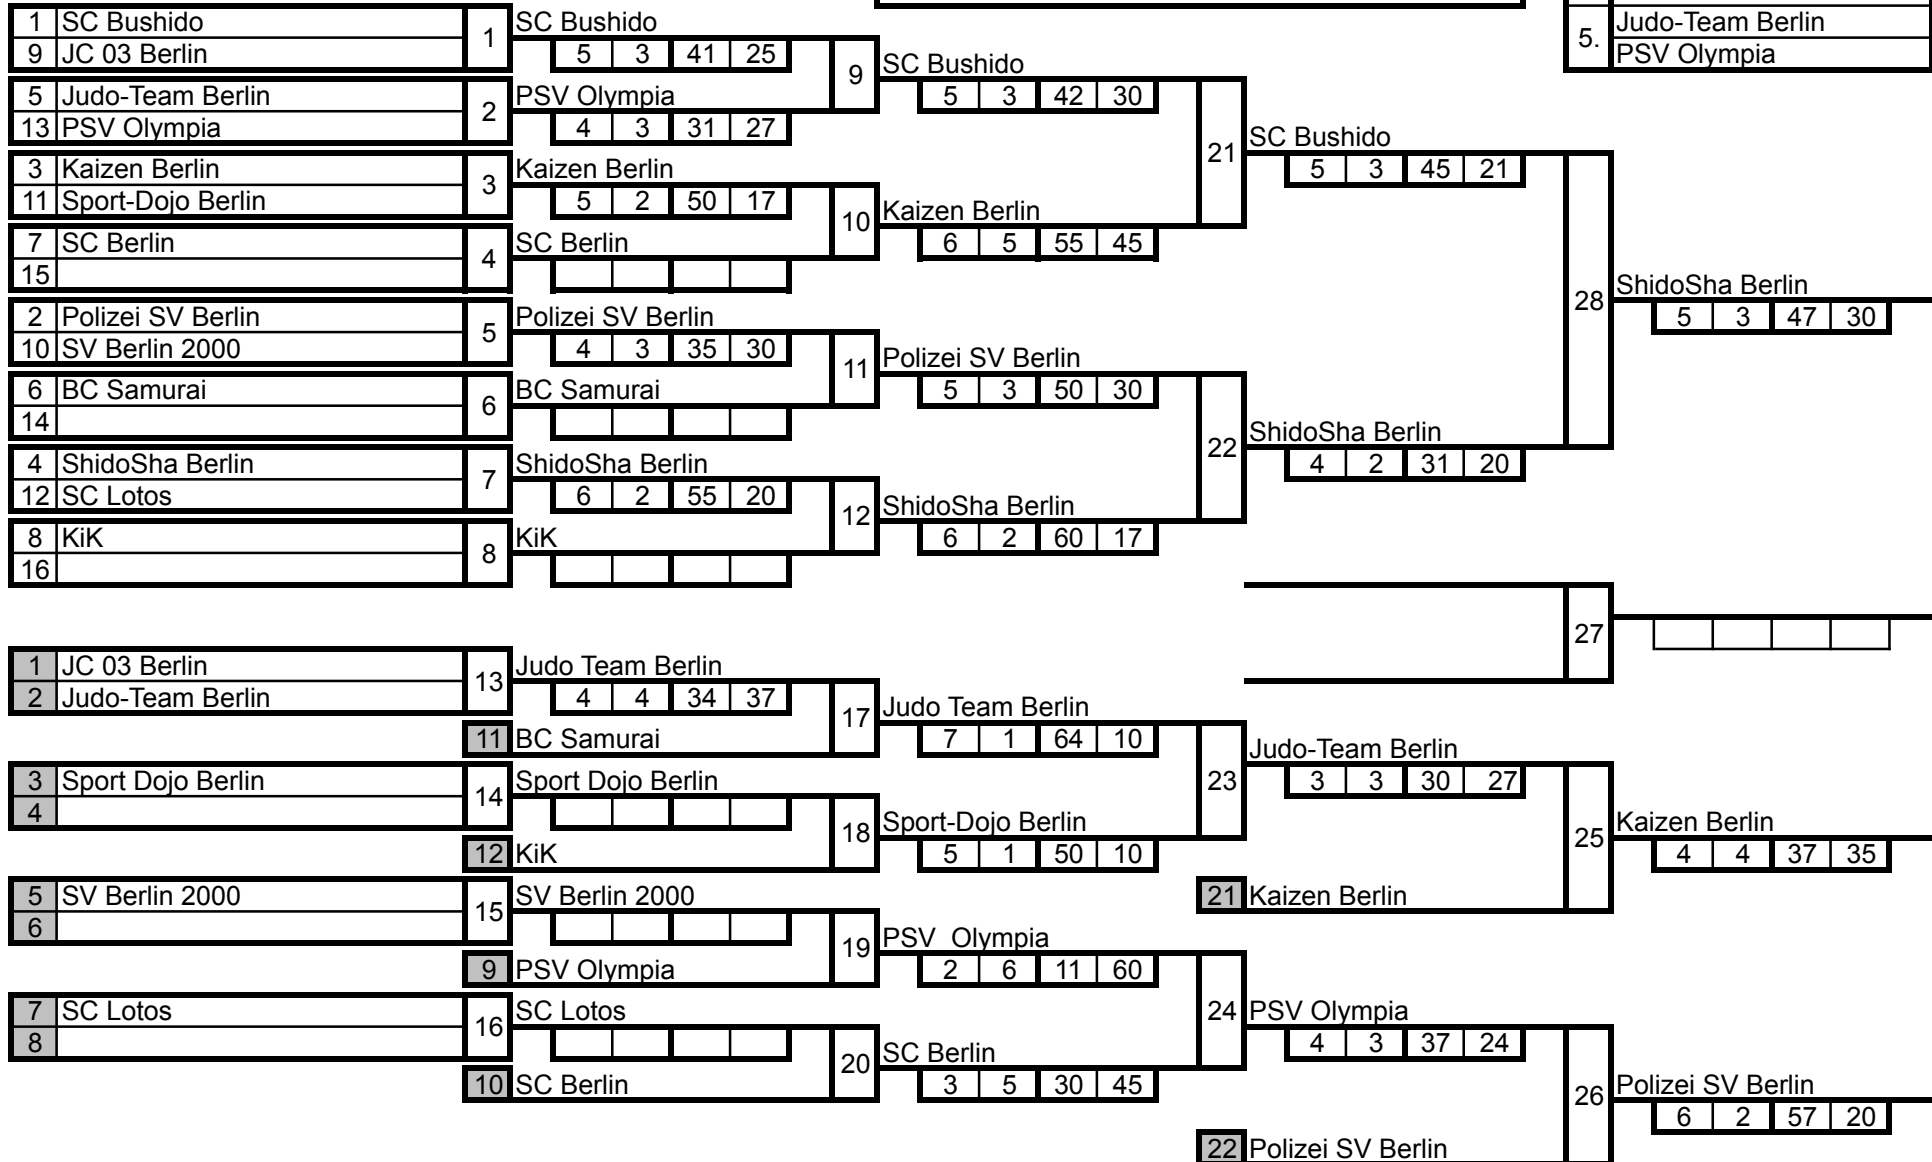 1 SC Bushido 1 SC Bushido
9 JC 03 Berlin 5 3 41 25
5. Judo-Team Berlin
PSV Olympia
9 SC Bushido
5 3 42 30
5 Judo-Team Berlin 2 PSV Olympia
13 PSV Olympia 4 3 31 27
21 SC Bushido
5 3 45 21
3 Kaizen Berlin 3 Kaizen Berlin
11 Sport-Dojo Berlin 5 2 50 17
10 Kaizen Berlin
6 5 55 45
7 SC Berlin 4 SC Berlin
15
28 ShidoSha Berlin
5 3 47 30
2 Polizei SV Berlin 5 Polizei SV Berlin
10 SV Berlin 2000 4 3 35 30
11 Polizei SV Berlin
5 3 50 30
6 BC Samurai 6 BC Samurai
14
22 ShidoSha Berlin
4 2 31 20
4 ShidoSha Berlin 7 ShidoSha Berlin
12 SC Lotos 6 2 55 20
12 ShidoSha Berlin
6 2 60 17
8 KiK 8 KiK
16
27
1 JC 03 Berlin 13 Judo Team Berlin
2 Judo-Team Berlin 4 4 34 37
17 Judo Team Berlin
11 BC Samurai 7 1 64 10
23 Judo-Team Berlin
3 3 30 27
3 Sport Dojo Berlin 14 Sport Dojo Berlin
4
18 Sport-Dojo Berlin
12 KiK 5 1 50 10
25 Kaizen Berlin
4 4 37 35
21 Kaizen Berlin
5 SV Berlin 2000 15 SV Berlin 2000
6
19 PSV Olympia
9 PSV Olympia 2 6 11 60
7 SC Lotos 16 SC Lotos
8
24 PSV Olympia
4 3 37 24
20 SC Berlin
10 SC Berlin 3 5 30 45
26 Polizei SV Berlin
6 2 57 20
22 Polizei SV Berlin